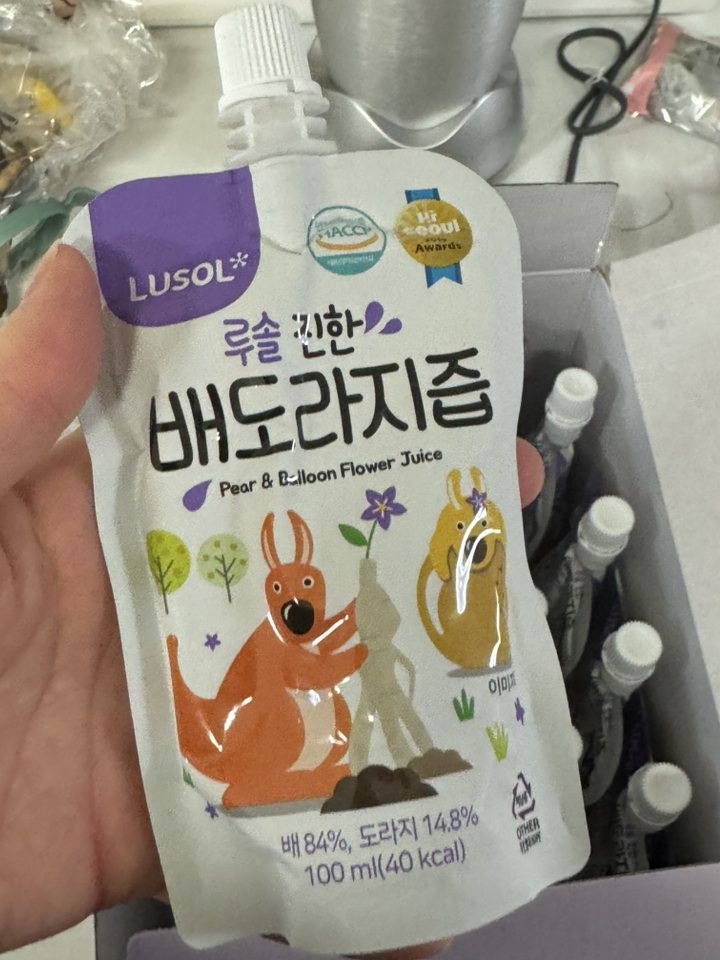 LUSOL*
HACCP
Hi
Seoul
Awards
루솔 진한
배도라지즙
Pear & Balloon Flower Juice
이미지
배 84%, 도라지 14.8%
100 ml(40 kcal)
OTHER